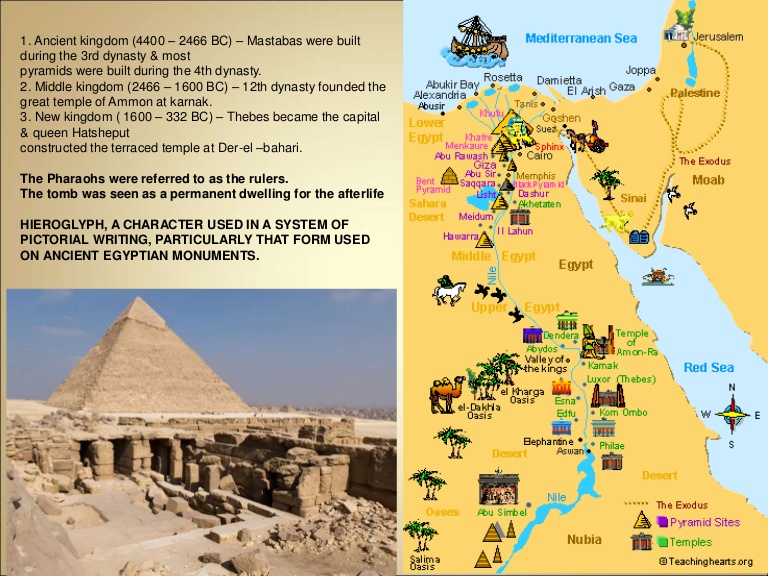 1. Ancient kingdom (4400 – 2466 BC) – Mastabas were built
during the 3rd dynasty & most
pyramids were built during the 4th dynasty.
2. Middle kingdom (2466 – 1600 BC) – 12th dynasty founded the
great temple of Ammon at karnak.
3. New kingdom ( 1600 – 332 BC) – Thebes became the capital
& queen Hatsheput
constructed the terraced temple at Der-el –bahari.
The Pharaohs were referred to as the rulers.
The tomb was seen as a permanent dwelling for the afterlife
HIEROGLYPH, A CHARACTER USED IN A SYSTEM OF
PICTORIAL WRITING, PARTICULARLY THAT FORM USED
ON ANCIENT EGYPTIAN MONUMENTS.
Mediterranean Sea
Jerusalem
Joppa
Gaza
El Arish
Damietta
Rosetta
Abukir Bay
Alexandria
Abusir
Palestine
Tanis
Goshen
Khufu
Suez
Lower
Egypt
Khafre
Menkaure
Sphinx
Abu Rawash
Cairo
Giza
The Exodus
Moab
Abu Sir
Memphis
Bent
Pyramid
Saqqara
Black Pyramid
Dashur
Lisht
Akhetaten
Sinai
Sahara
Desert
Meidum
Il Lahun
Hawarra
Middle Egypt
Egypt
Nile
Upper Egypt
Dendera
Abydos
Temple
of
Amon-Ra
Valley of
the kings
Karnak
Red Sea
Luxor (Thebes)
el Kharga
Oasis
el-Dakhla
Oasis
Esna
Edfu
Kom Ombo
N
W
E
S
Elephantine
Philae
Aswan
Desert
Desert
Abu Simbel
Nile
Oases
Nubia
Salima
Oasis
The Exodus
Pyramid Sites
Temples
© Teachinghearts.org